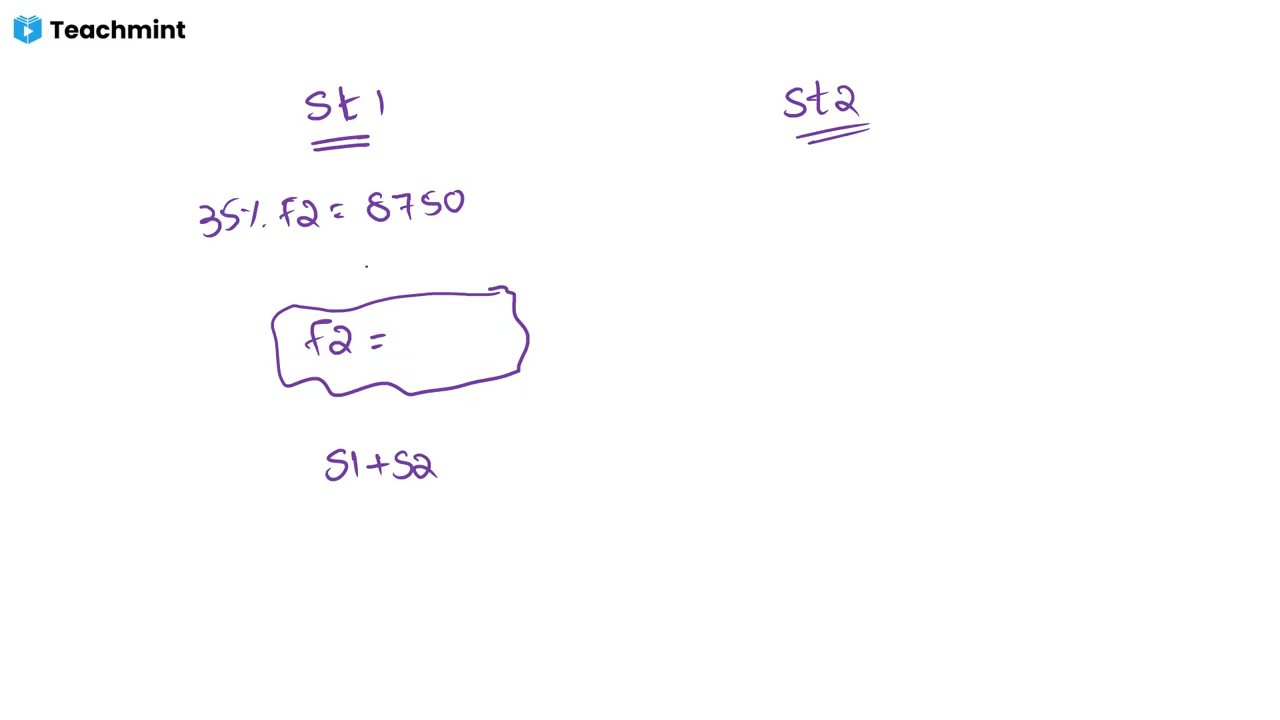 Teachmint
St 1
St2
35%. F2 = 8750
F2 =
S1+S2